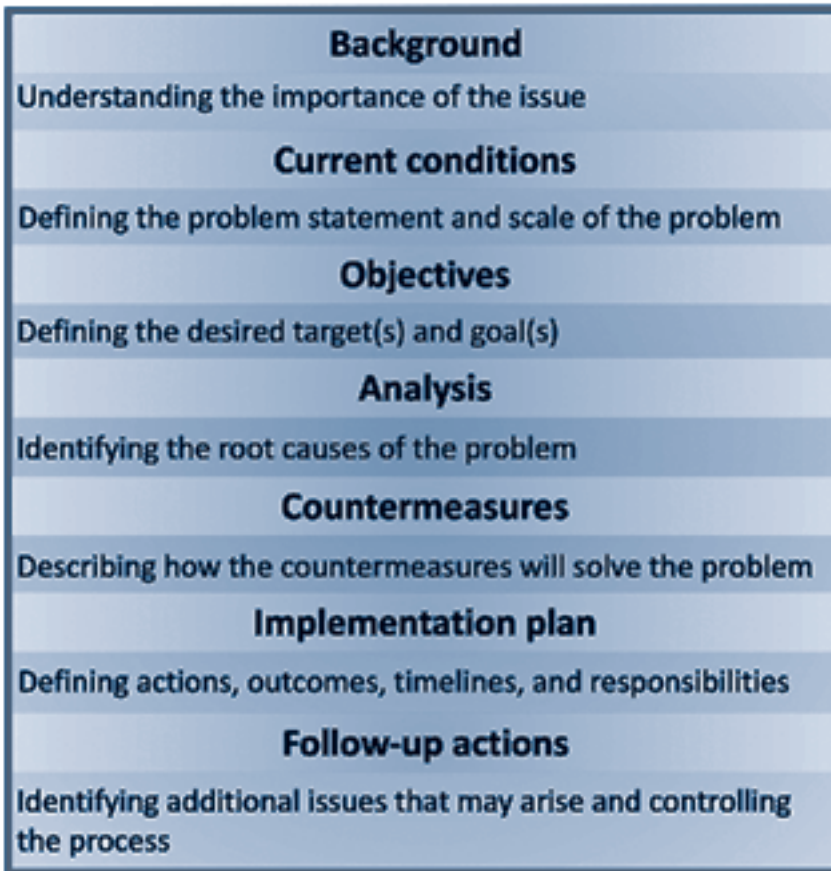 Background
Understanding the importance of the issue
Current conditions
Defining the problem statement and scale of the problem
Objectives
Defining the desired target(s) and goal(s)
Analysis
Identifying the root causes of the problem
Countermeasures
Describing how the countermeasures will solve the problem
Implementation plan
Defining actions, outcomes, timelines, and responsibilities
Follow-up actions
Identifying additional issues that may arise and controlling
the process